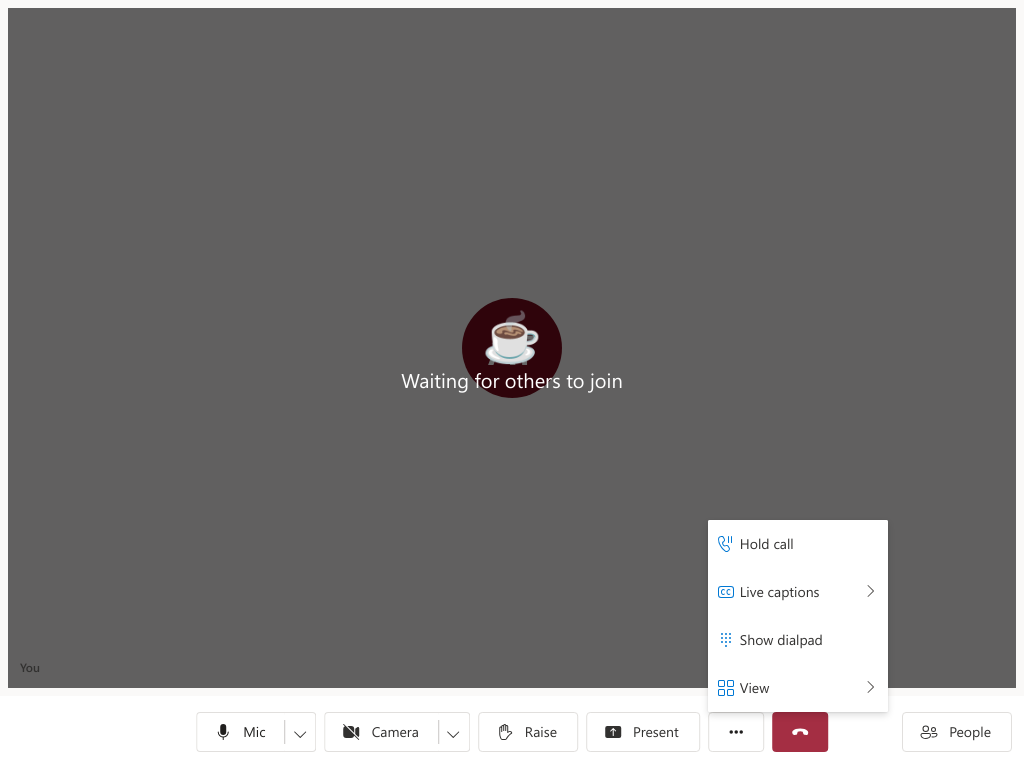 Waiting for others to join
Hold call
Live captions
Show dialpad
View
You
Mic
Camera
Raise
Present
People